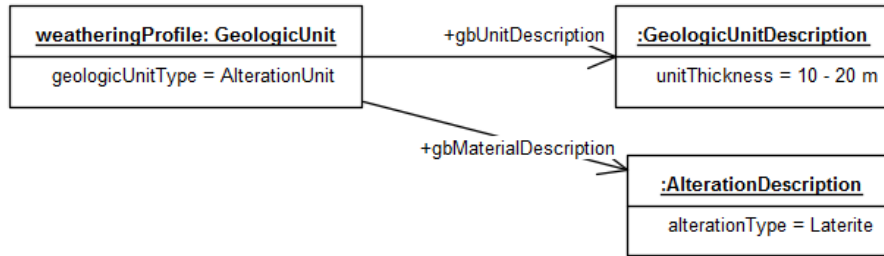 weatheringProfile: GeologicUnit
geologicUnitType = AlterationUnit
+gbUnitDescription
:GeologicUnitDescription
unitThickness = 10 - 20 m
+gbMaterialDescription
:AlterationDescription
alterationType = Laterite